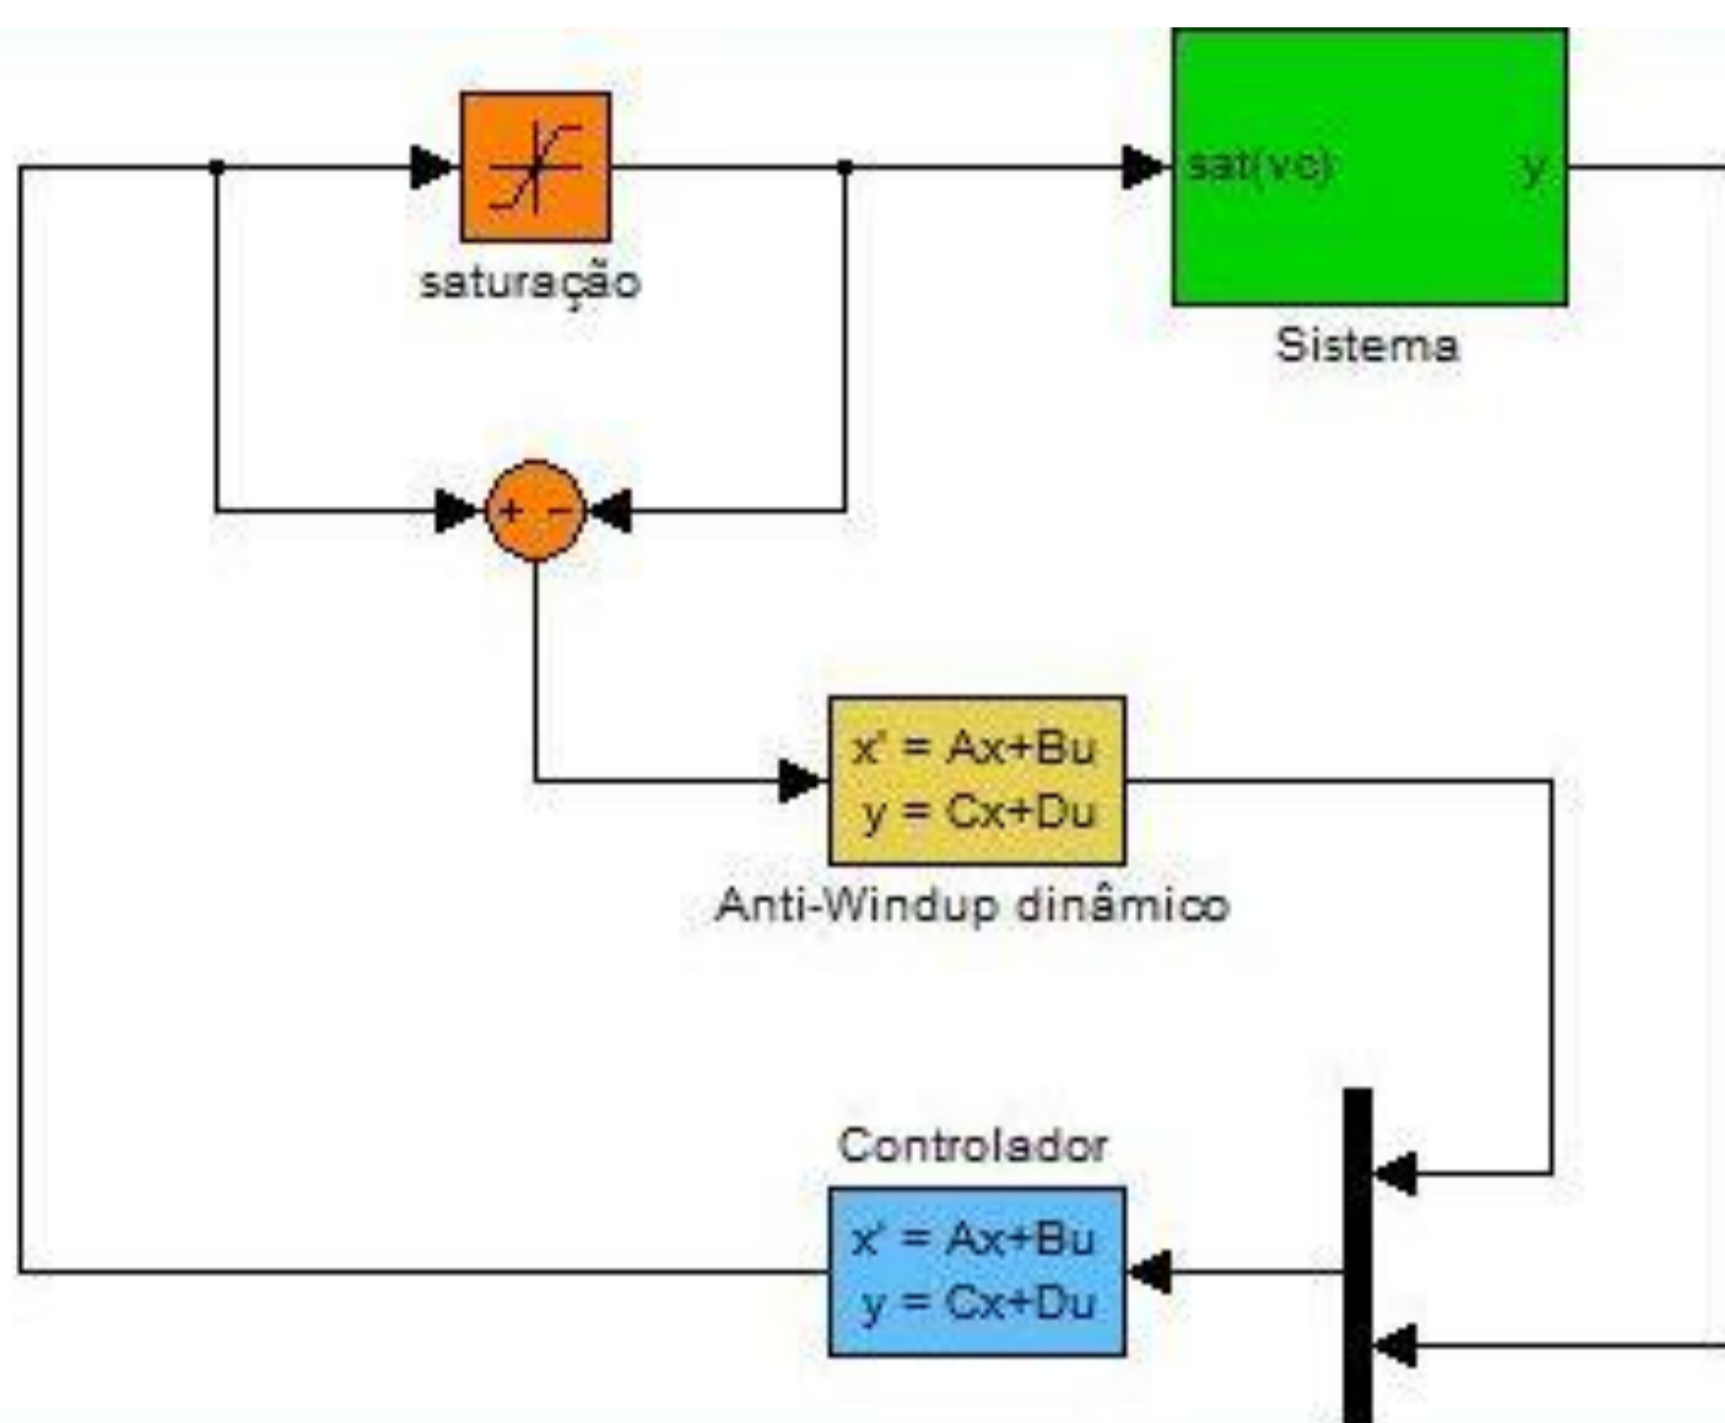 sat(vc) y
saturação
Sistema
+ -
x' = Ax+Bu
y = Cx+Du
Anti-Windup dinâmico
Controlador
x' = Ax+Bu
y = Cx+Du